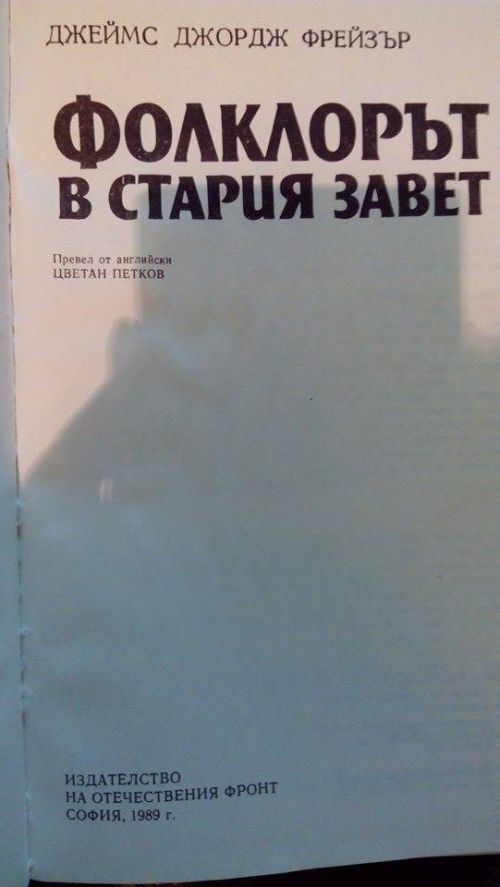 ДЖЕЙМС ДЖОРДЖ ФРЕЙЗЪР
ФОЛКЛОРЪТ
В СТАРИЯ ЗАВЕТ
Превел от английски
ЦВЕТАН ПЕТКОВ
ИЗДАТЕЛСТВО
НА ОТЕЧЕСТВЕНИЯ ФРОНТ
СОФИЯ, 1989 г.